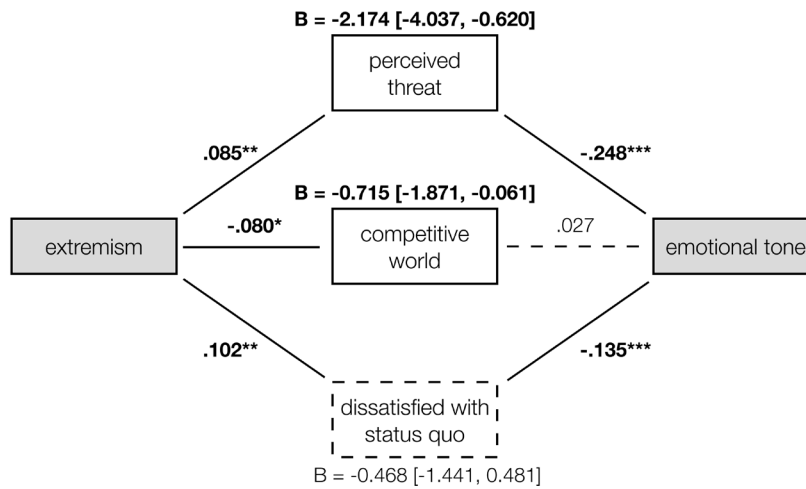 B = -2.174 [-4.037, -0.620]
perceived
threat
.085**
-.248***
B = -0.715 [-1.871, -0.061]
extremism
-.080*
competitive
world
.027
emotional tone
.102**
-.135***
dissatisfied with
status quo
B = -0.468 [-1.441, 0.481]